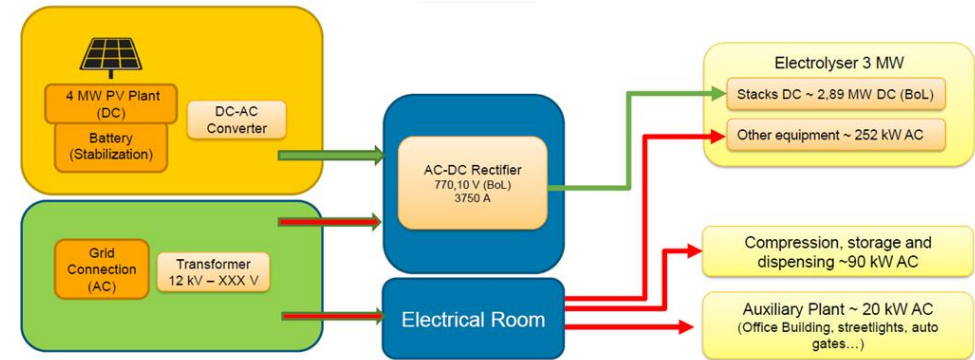 4 MW PV Plant
(DC)
Battery
(Stabilization)
DC-AC
Converter
Grid
Connection
(AC)
Transformer
12 kV – XXX V
AC-DC Rectifier
770,10 V (BoL)
3750 A
Electrical Room
Electrolyser 3 MW
Stacks DC ~ 2,89 MW DC (BoL)
Other equipment ~ 252 kW AC
Compression, storage and
dispensing ~90 kW AC
Auxiliary Plant ~ 20 kW AC
(Office Building, streetlights, auto
gates…)